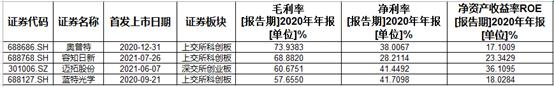 证券代码 证券名称 首发上市日期 证券板块 毛利率 [报告期]2020年年报 [单位]% 净利率 [报告期]2020年年报 [单位]% 净资产收益率ROE [报告期]2020年年报 [单位]%
688686.SH 奥普特 2020-12-31 上交所科创板 73.9383 38.0067 17.1009
688768.SH 容知日新 2021-07-26 上交所科创板 68.8820 28.2114 23.3429
301006.SZ 迈拓股份 2021-06-07 深交所创业板 60.6751 41.4492 36.1095
688127.SH 蓝特光学 2020-09-21 上交所科创板 57.6550 41.7098 18.0284